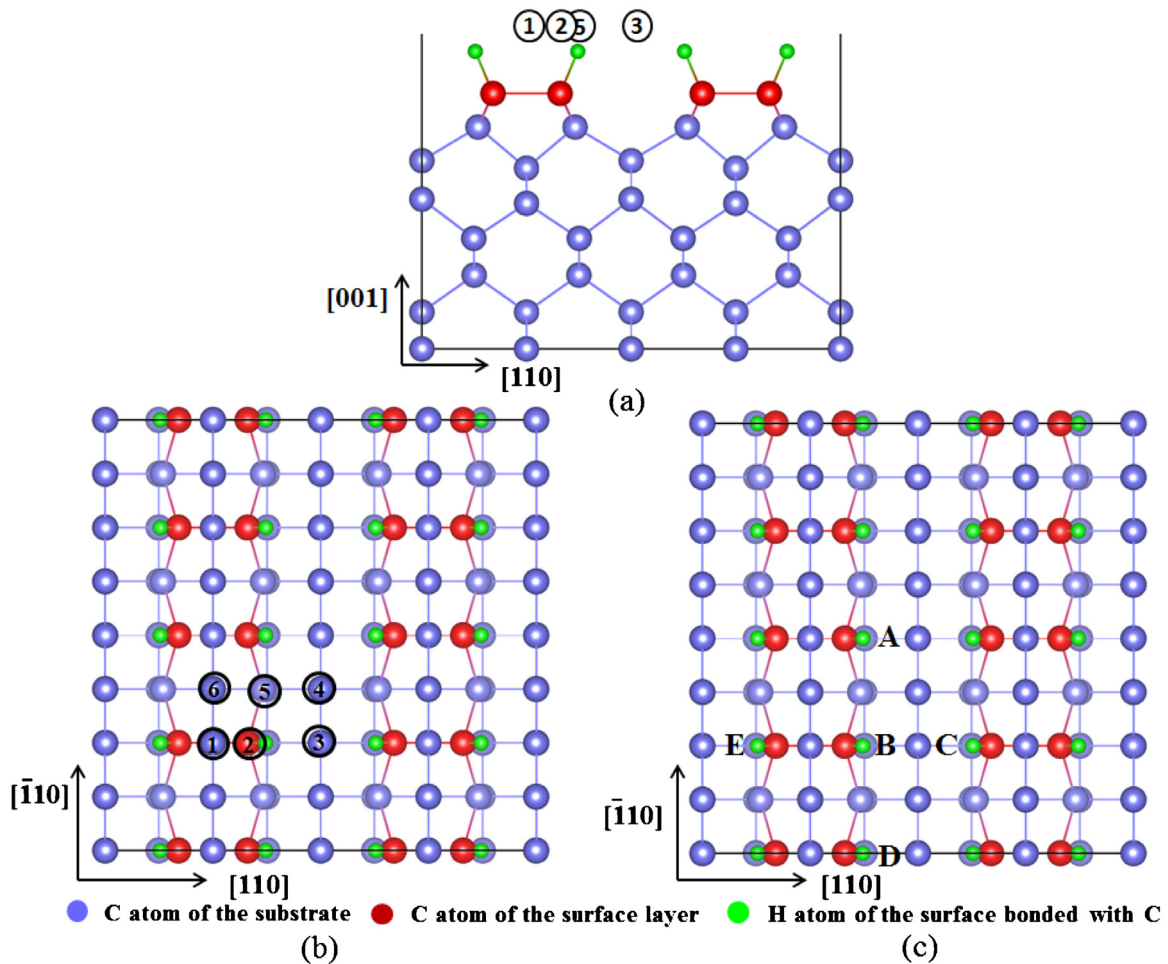 ① ② 5 ③
[001]
[110]
(a)
⑥ ⑤ ④
① ② ③
[1̄10]
[110]
A
E B C
D
[1̄10]
[110]
C atom of the substrate C atom of the surface layer H atom of the surface bonded with C
(b) (c)